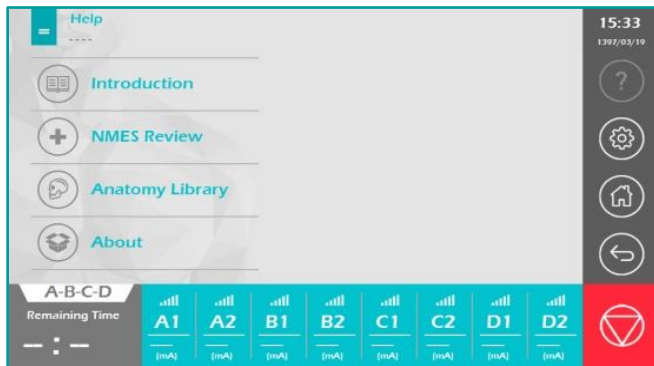 Help
----
15:33
1397/03/19
?
Introduction
NMES Review
Anatomy Library
About
A-B-C-D
Remaining Time
-- : --
A1 A2 B1 B2 C1 C2 D1 D2
(mA) (mA) (mA) (mA) (mA) (mA) (mA) (mA)